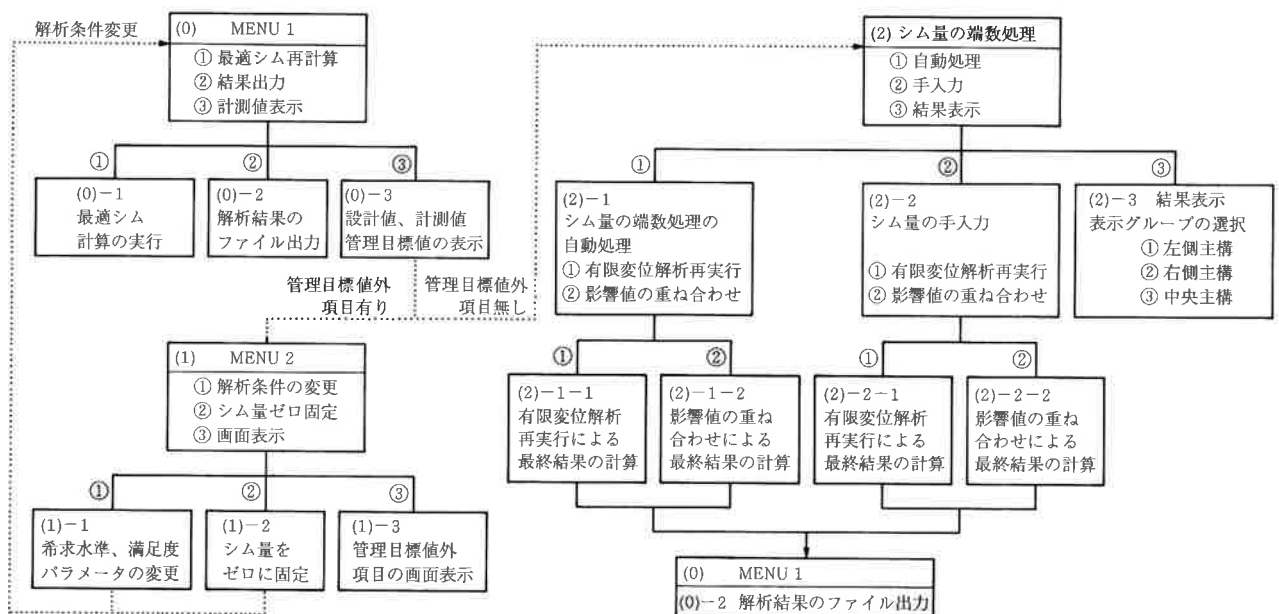 解析条件変更
(0) MENU 1
① 最適シム再計算
② 結果出力
③ 計測値表示
①
②
③
(0)-1
最適シム
計算の実行
(0)-2
解析結果の
ファイル出力
(0)-3
設計値、計測値
管理目標値の表示
管理目標値外
項目有り
管理目標値外
項目無し
(1) MENU 2
① 解析条件の変更
② シム量ゼロ固定
③ 画面表示
①
②
③
(1)-1
希求水準、満足度
パラメータの変更
(1)-2
シム量を
ゼロに固定
(1)-3
管理目標値外
項目の画面表示
(2) シム量の端数処理
① 自動処理
② 手入力
③ 結果表示
①
②
③
(2)-1
シム量の端数処理の
自動処理
① 有限変位解析再実行
② 影響値の重ね合わせ
(2)-2
シム量の手入力
① 有限変位解析再実行
② 影響値の重ね合わせ
(2)-3 結果表示
表示グループの選択
① 左側主構
② 右側主構
③ 中央主構
①
②
①
②
(2)-1-1
有限変位解析
再実行による
最終結果の計算
(2)-1-2
影響値の重ね
合わせによる
最終結果の計算
(2)-2-1
有限変位解析
再実行による
最終結果の計算
(2)-2-2
影響値の重ね
合わせによる
最終結果の計算
(0) MENU 1
(0)-2 解析結果のファイル出力